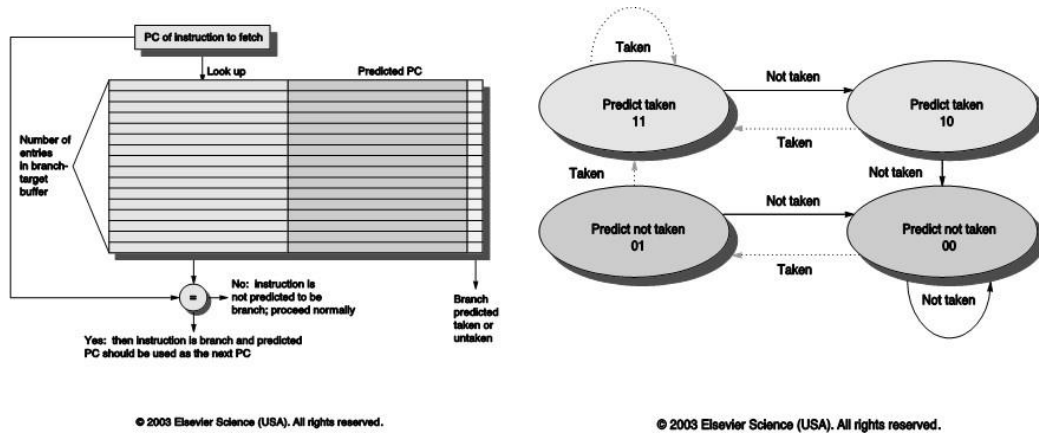 PC of instruction to fetch
Look up
Predicted PC
Number of
entries
in branch-
target
buffer
=
No: instruction is
not predicted to be
branch; proceed normally
Branch
predicted
taken or
untaken
Yes: then instruction is branch and predicted
PC should be used as the next PC
© 2003 Elsevier Science (USA). All rights reserved.
Taken
Not taken
Predict taken
11
Predict taken
10
Taken
Taken
Not taken
Not taken
Predict not taken
01
Predict not taken
00
Taken
Not taken
© 2003 Elsevier Science (USA). All rights reserved.